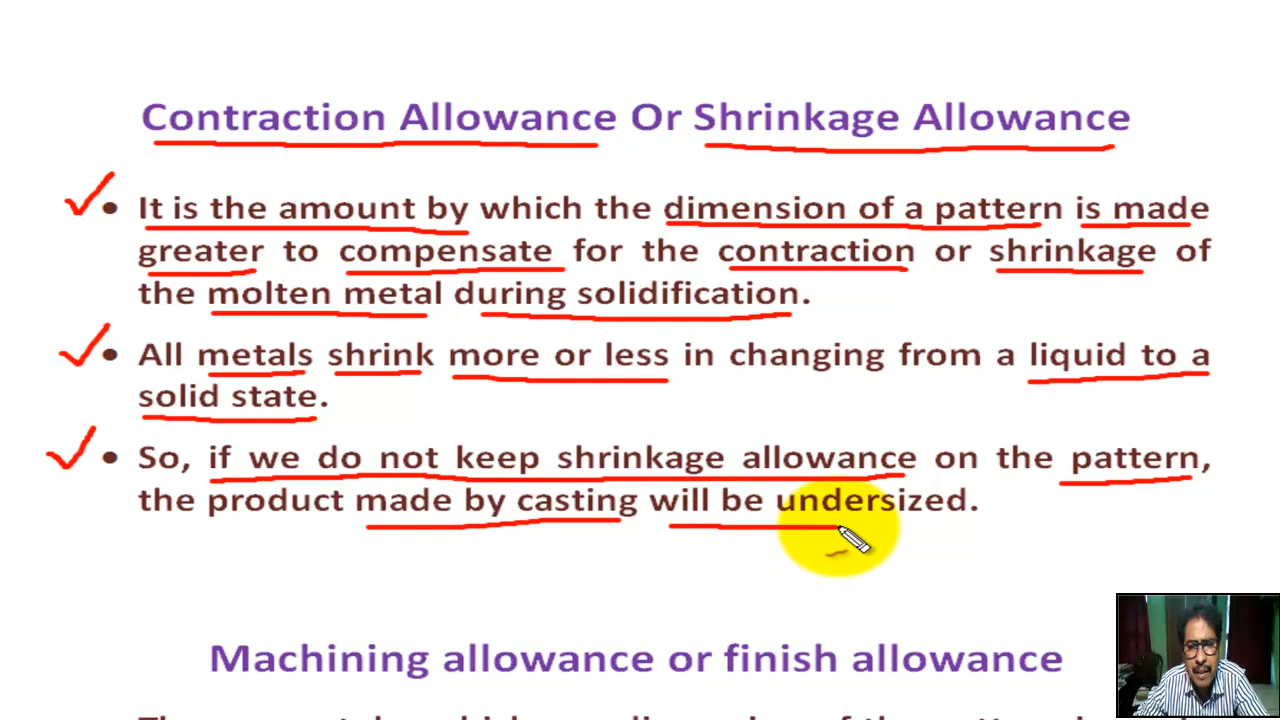 Contraction Allowance Or Shrinkage Allowance
• It is the amount by which the dimension of a pattern is made
greater to compensate for the contraction or shrinkage of
the molten metal during solidification.
• All metals shrink more or less in changing from a liquid to a
solid state.
• So, if we do not keep shrinkage allowance on the pattern,
the product made by casting will be undersized.
Machining allowance or finish allowance